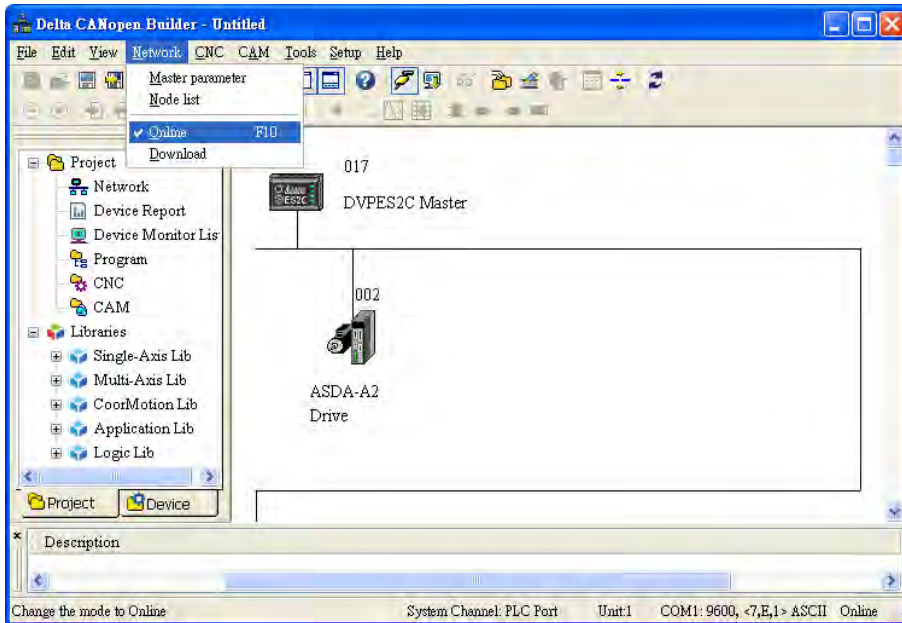 Delta CANopen Builder - Untitled
File Edit View Network CNC CAM Tools Setup Help
Master parameter
Node list
Online F10
Download
Project
Network
Device Report
Device Monitor Lis
Program
CNC
CAM
Libraries
Single-Axis Lib
Multi-Axis Lib
CoorMotion Lib
Application Lib
Logic Lib
Project Device
017
ES2C
DVPES2C Master
002
ASDA-A2
Drive
Description
Change the mode to Online System Channel: PLC Port Unit:1 COM1: 9600, <7,E,1> ASCII Online